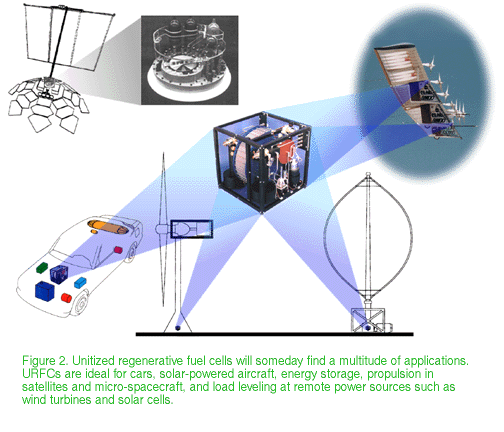 Figure 2. Unitized regenerative fuel cells will someday find a multitude of applications.
URFCs are ideal for cars, solar-powered aircraft, energy storage, propulsion in
satellites and micro-spacecraft, and load leveling at remote power sources such as
wind turbines and solar cells.